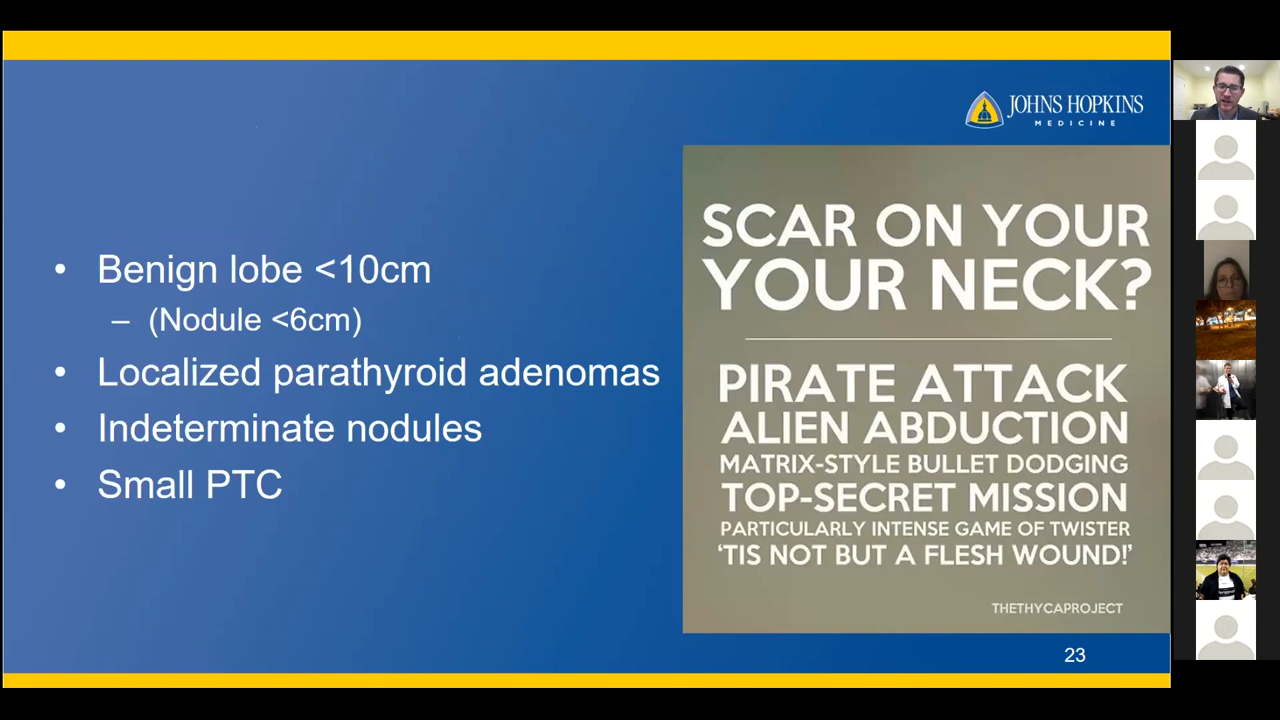 JOHNS HOPKINS
MEDICINE
• Benign lobe <10cm
– (Nodule <6cm)
• Localized parathyroid adenomas
• Indeterminate nodules
• Small PTC
SCAR ON YOUR
YOUR NECK?
PIRATE ATTACK
ALIEN ABDUCTION
MATRIX-STYLE BULLET DODGING
TOP-SECRET MISSION
PARTICULARLY INTENSE GAME OF TWISTER
‘TIS NOT BUT A FLESH WOUND!’
THETHYCAPROJECT
23